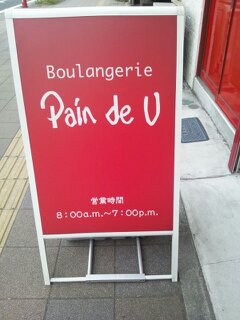 Boulangerie
Pain de U
営業時間
8:00a.m.～7:00p.m.